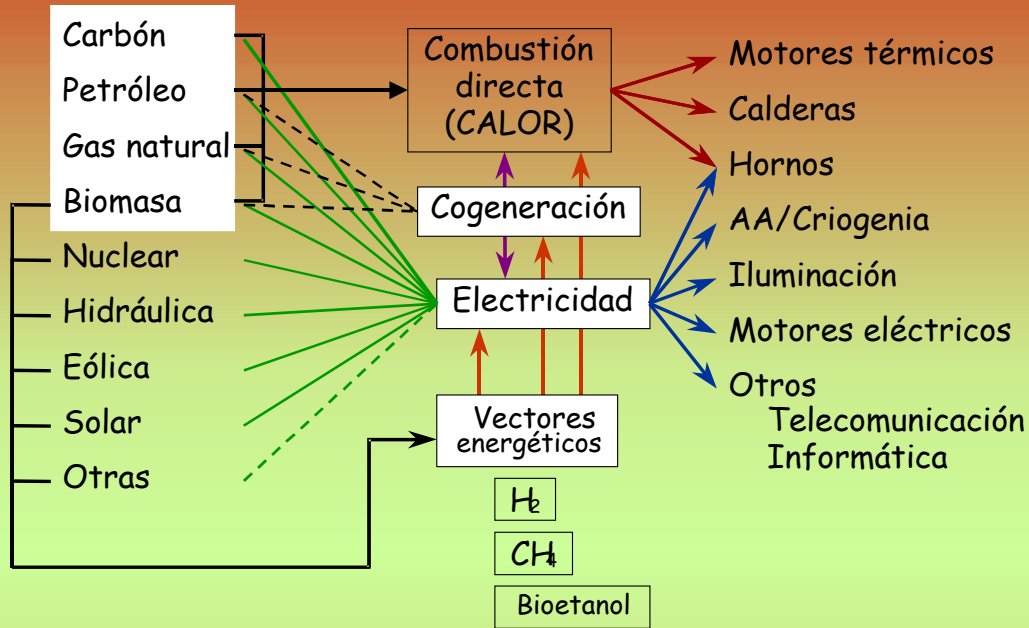 Carbón
Petróleo
Gas natural
Biomasa
Nuclear
Hidráulica
Eólica
Solar
Otras
Combustión
directa
(CALOR)
Cogeneración
Electricidad
Vectores
energéticos
H₂
CH₄
Bioetanol
Motores térmicos
Calderas
Hornos
AA/Criogenia
Iluminación
Motores eléctricos
Otros
Telecomunicación
Informática